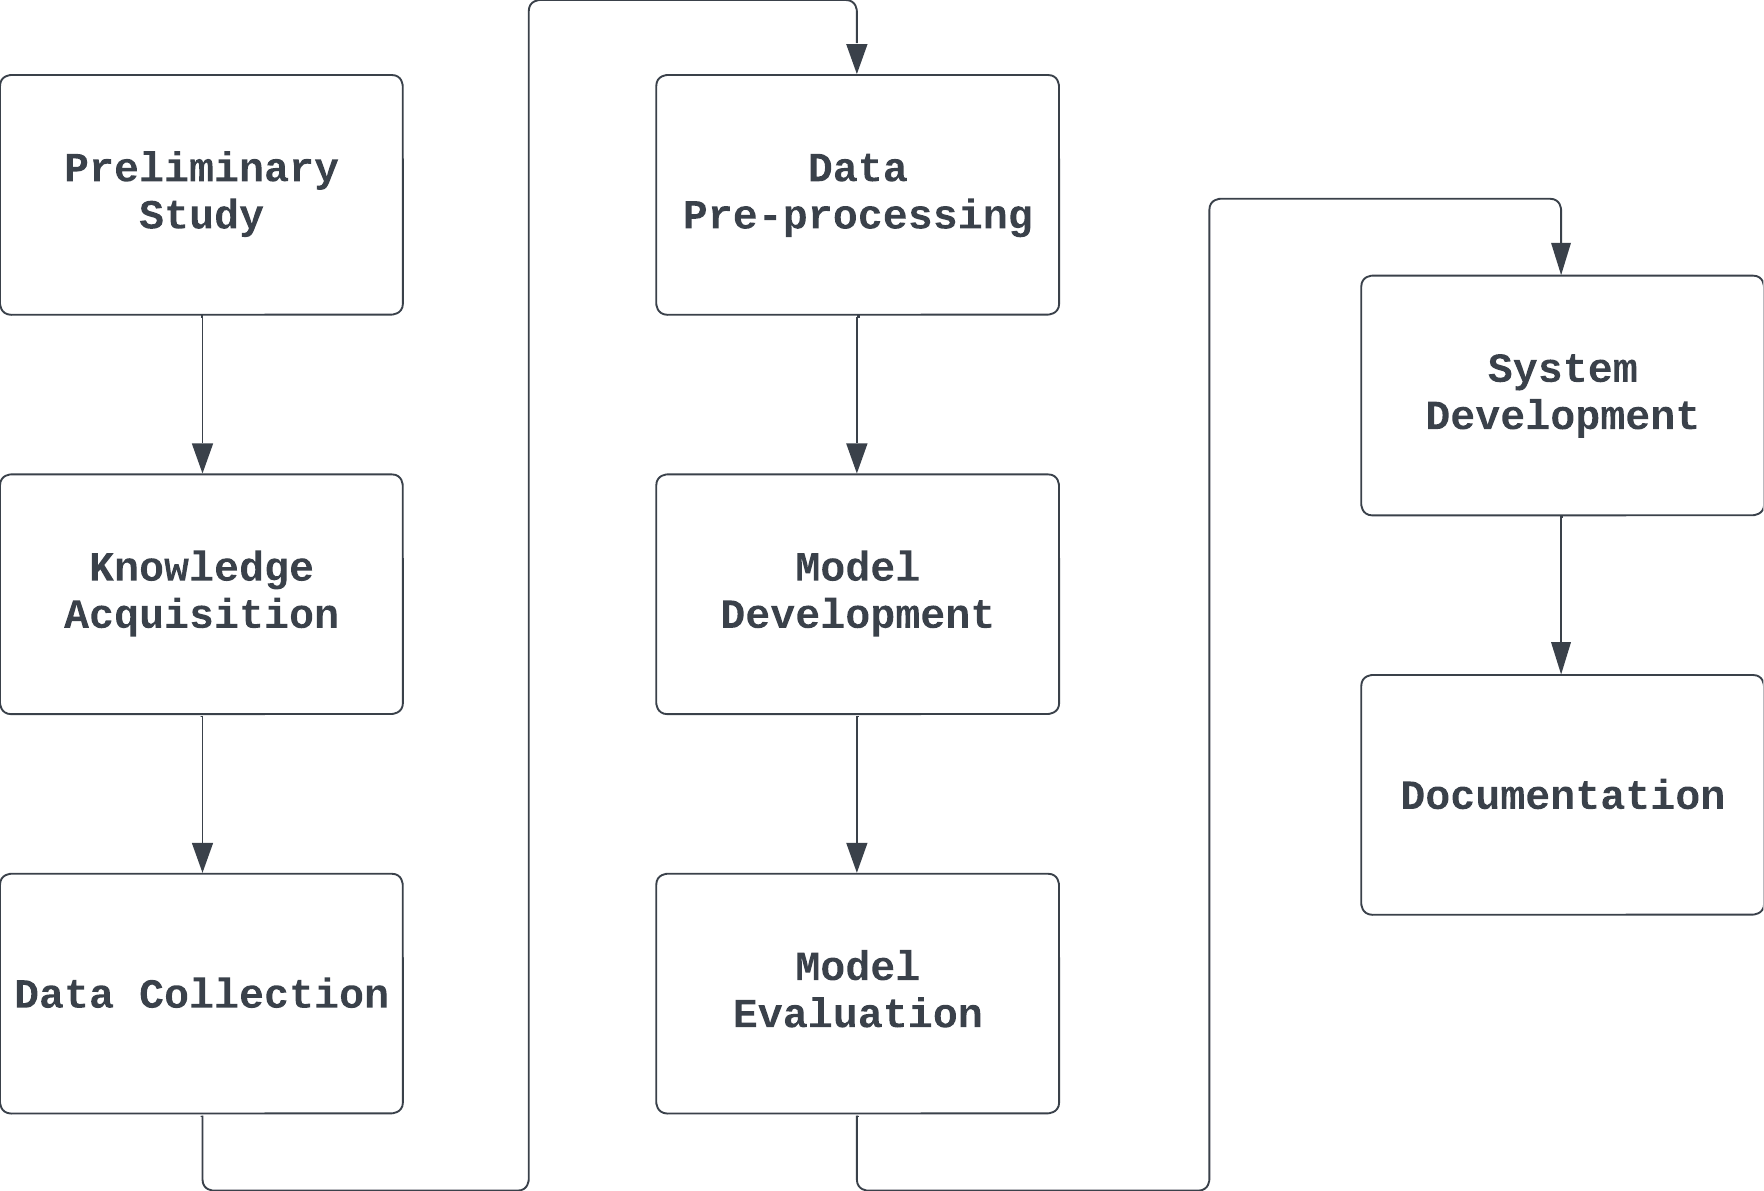 Preliminary
Study
Knowledge
Acquisition
Data Collection
Data
Pre-processing
Model
Development
Model
Evaluation
System
Development
Documentation